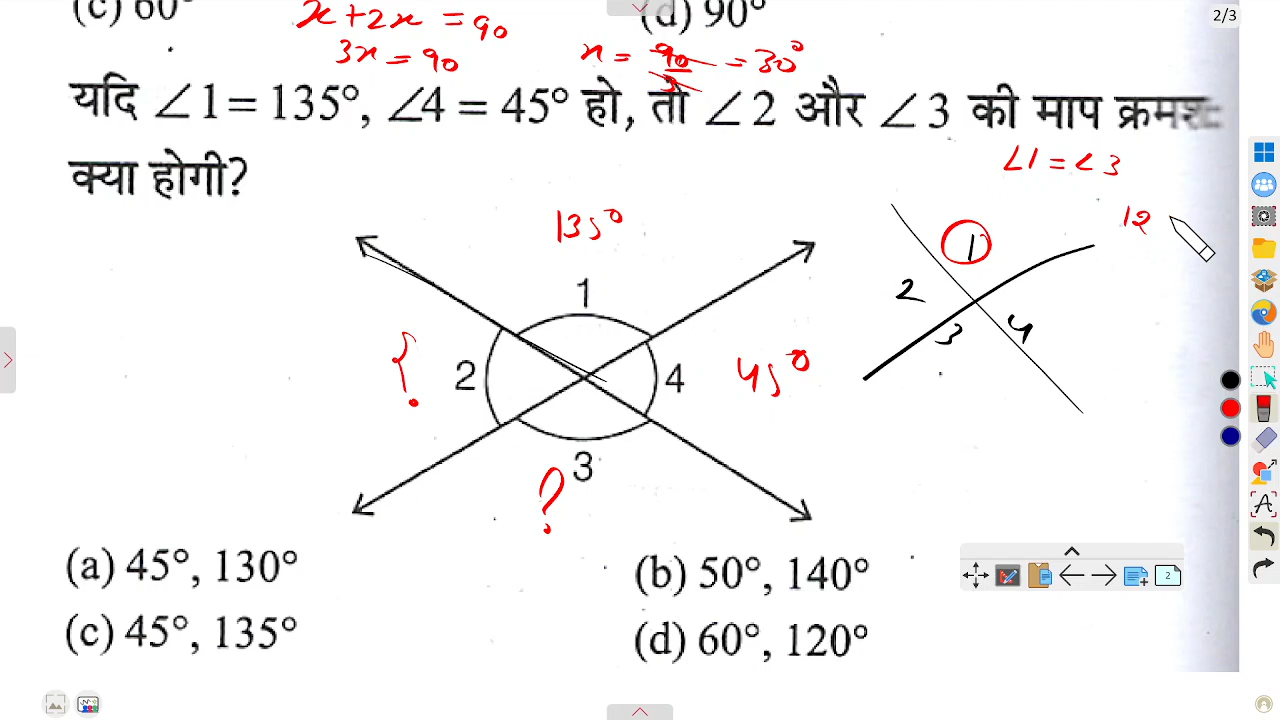 (c) 60°
(d) 90°
x + 2x = 90
3x = 90
x = 90/3 = 30°
यदि ∠1 = 135°, ∠4 = 45° हो, तो ∠2 और ∠3 की माप क्रमशः
क्या होगी?
∠1 = ∠3
135°
12
1
1
2
3
4
2
4
45°
?
3
?
(a) 45°, 130°
(b) 50°, 140°
(c) 45°, 135°
(d) 60°, 120°
2/3
A
2